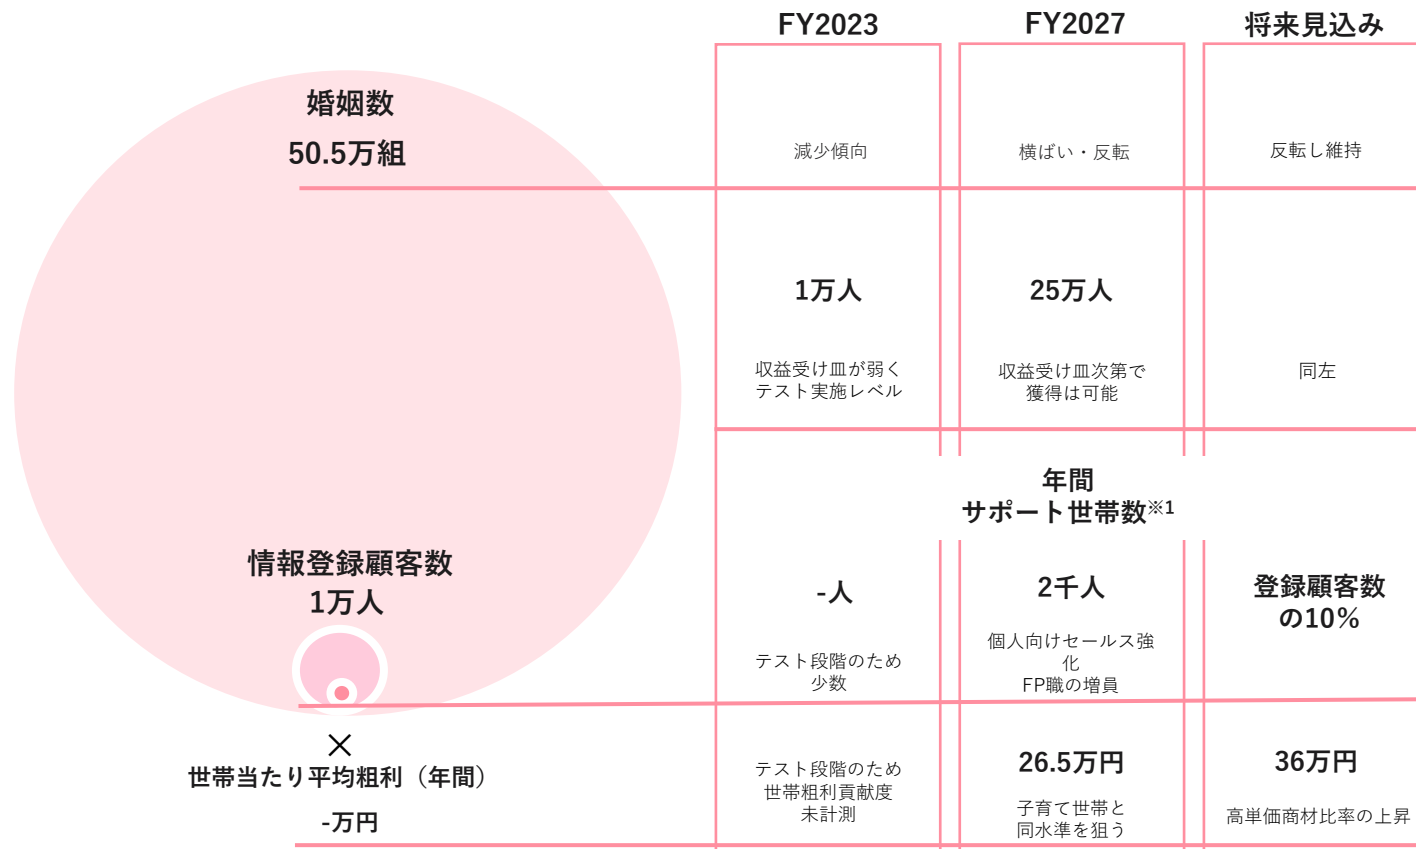 FY2023
FY2027
将来見込み
婚姻数
50.5万組
減少傾向
横ばい・反転
反転し維持
1万人
25万人
収益受け皿が弱く
テスト実施レベル
収益受け皿次第で
獲得は可能
同左
年間
サポート世帯数※1
情報登録顧客数
1万人
-人
2千人
登録顧客数
の10%
テスト段階のため
少数
個人向けセールス強
化
FP職の増員
×
世帯当たり平均粗利（年間）
-万円
テスト段階のため
世帯粗利貢献度
未計測
26.5万円
子育て世帯と
同水準を狙う
36万円
高単価商材比率の上昇